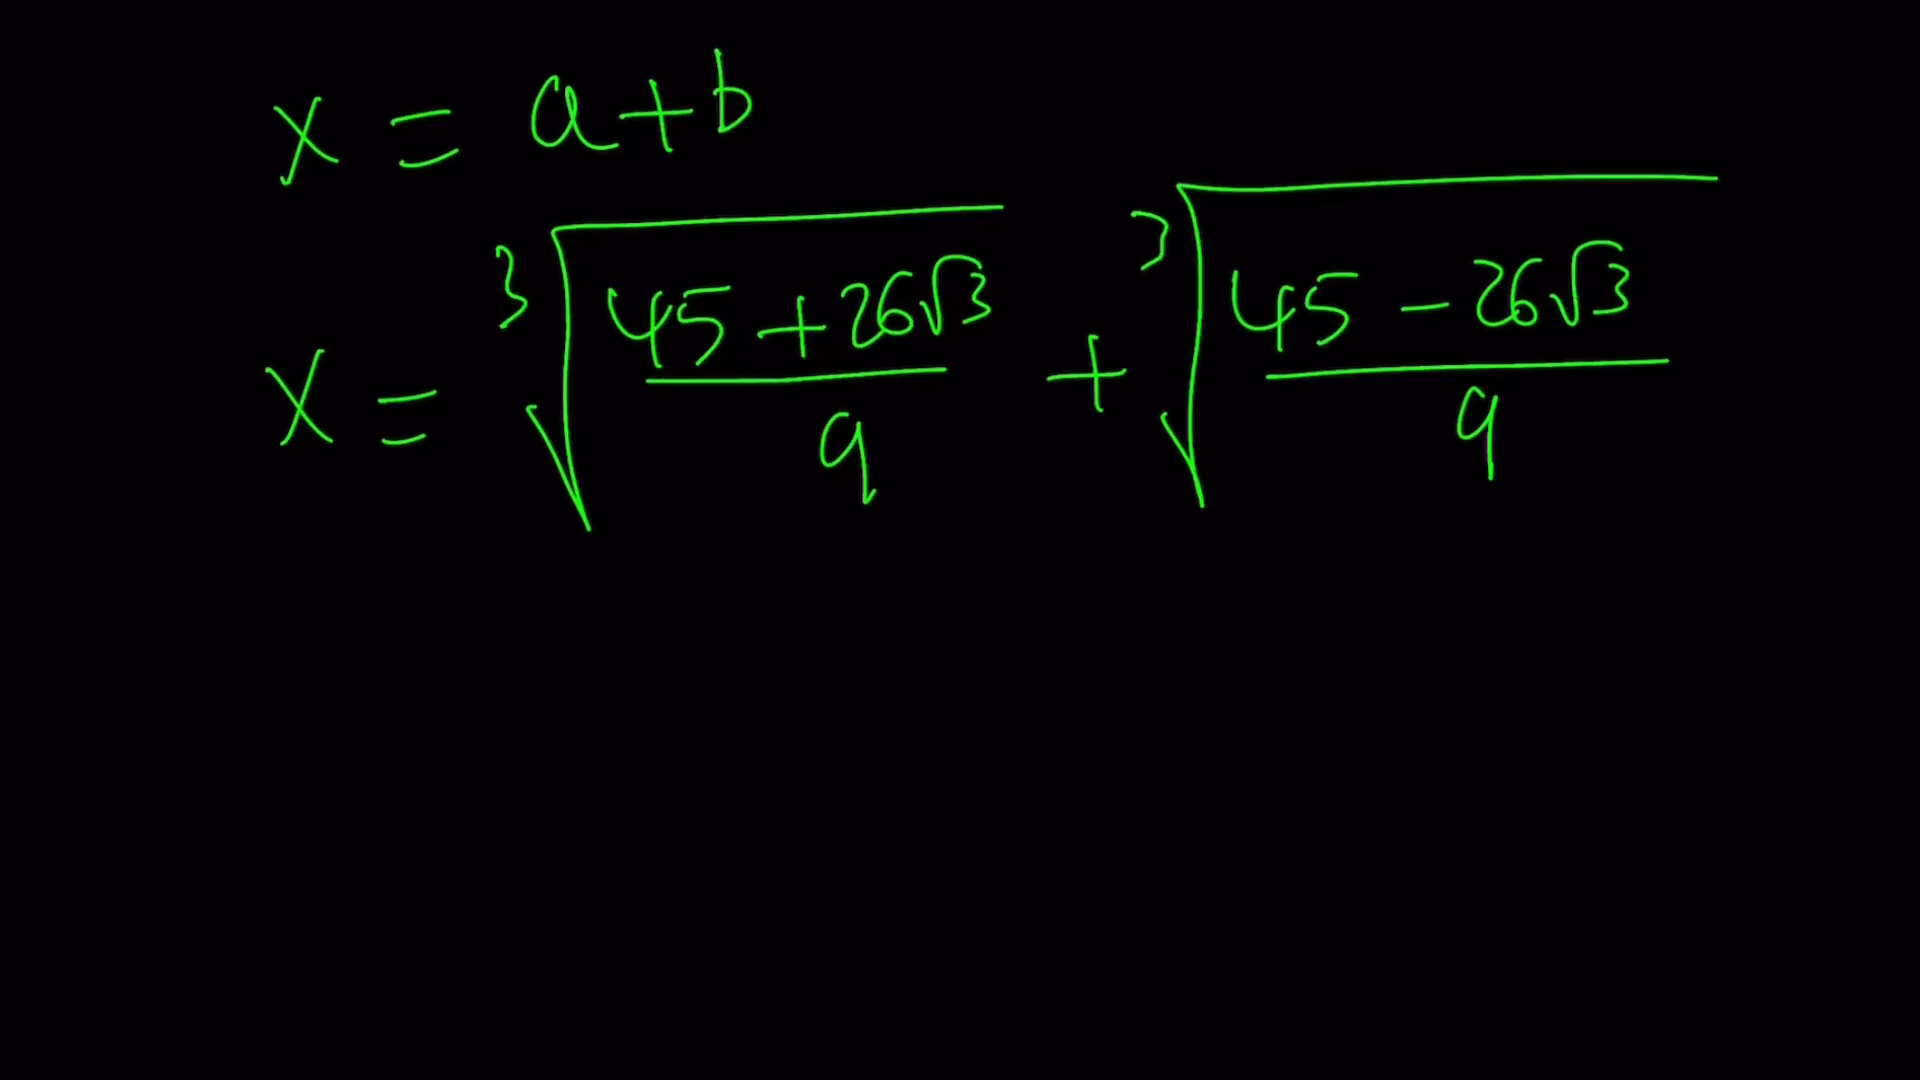 x = a+b
x = ∛((45+26√3)/9) + ∛((45-26√3)/9)